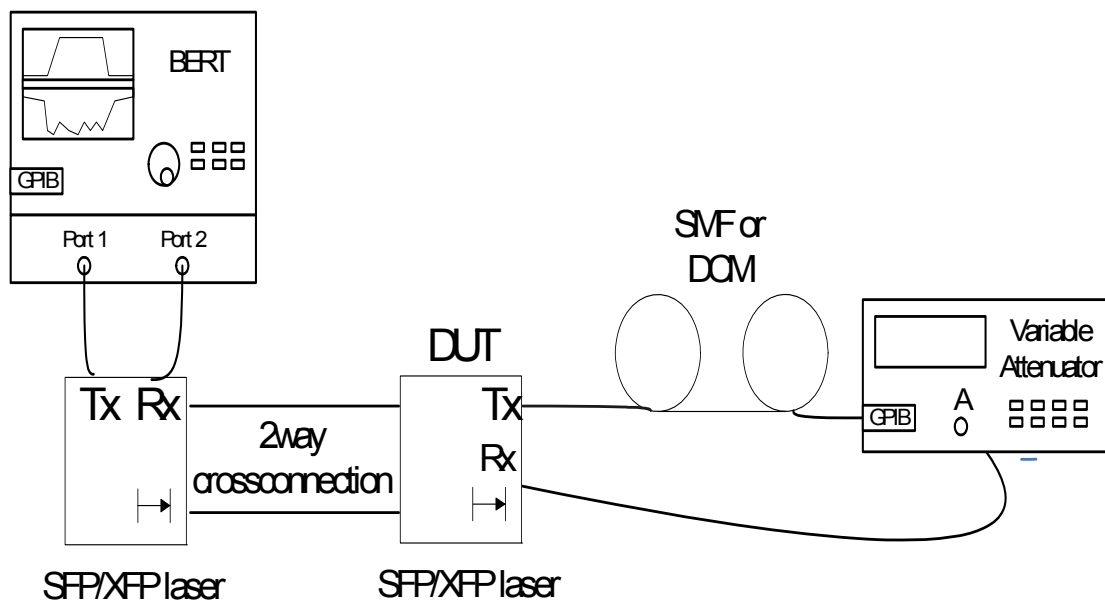 BERT
GPIB
Port 1
Port 2
SMF or
DCM
DUT
Variable
Attenuator
A
GPIB
Tx
Rx
Tx
Rx
2way
crossconnection
SFP/XFP laser
SFP/XFP laser